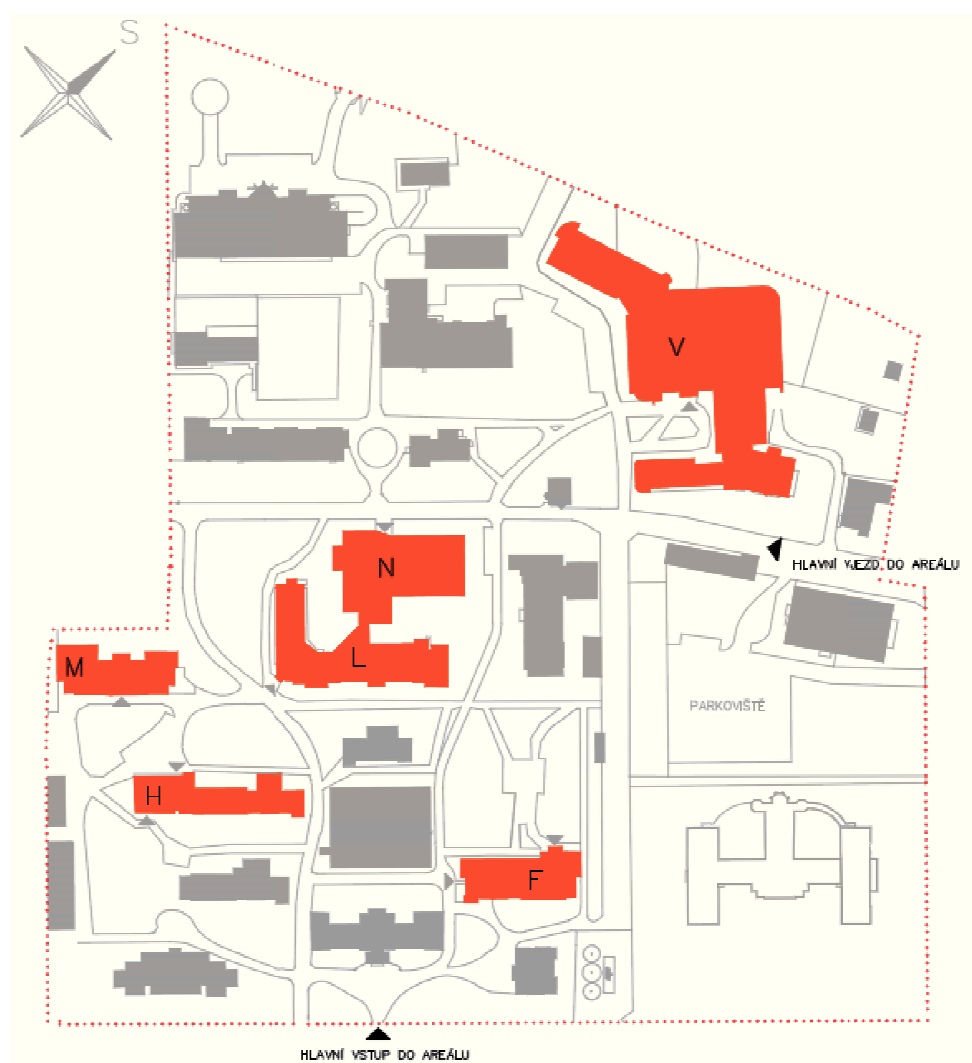 S
V
N
HLAVNÍ VJEZD DO AREÁLU
L
M
PARKOVIŠTĚ
H
F
HLAVNÍ VSTUP DO AREÁLU